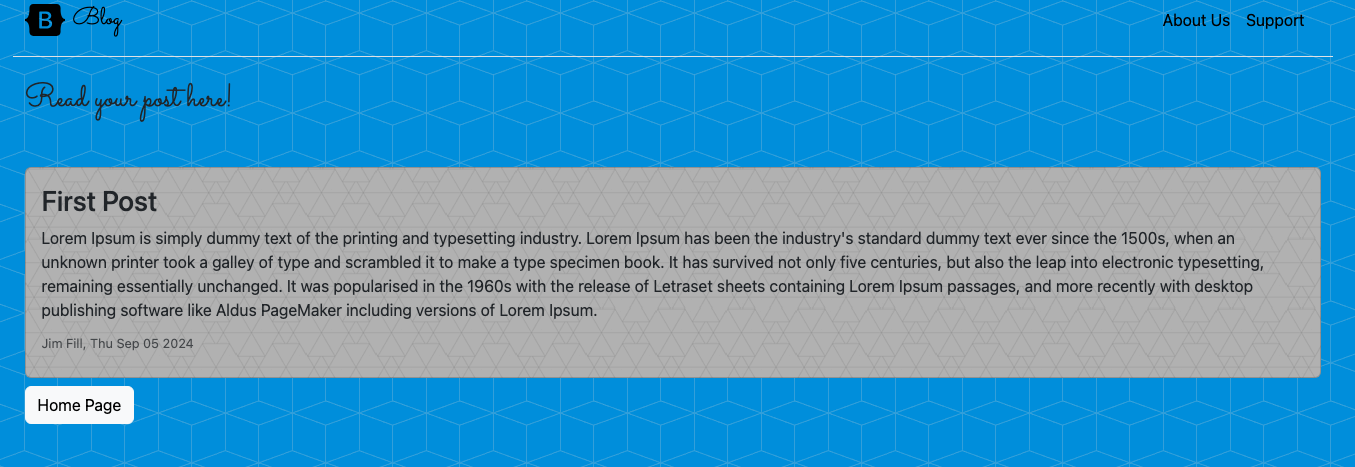 B Blog
About Us Support
Read your post here!
First Post
Lorem Ipsum is simply dummy text of the printing and typesetting industry. Lorem Ipsum has been the industry's standard dummy text ever since the 1500s, when an
unknown printer took a galley of type and scrambled it to make a type specimen book. It has survived not only five centuries, but also the leap into electronic typesetting,
remaining essentially unchanged. It was popularised in the 1960s with the release of Letraset sheets containing Lorem Ipsum passages, and more recently with desktop
publishing software like Aldus PageMaker including versions of Lorem Ipsum.
Jim Fill, Thu Sep 05 2024
Home Page